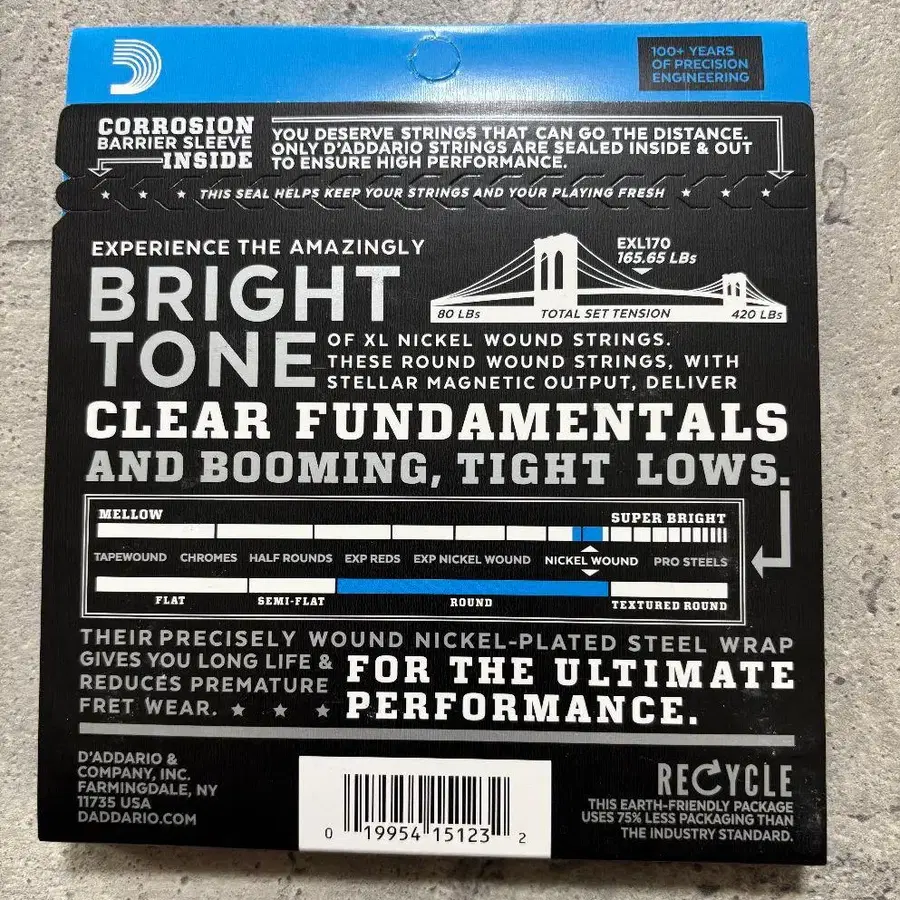 100+ YEARS
OF PRECISION
ENGINEERING
CORROSION
BARRIER SLEEVE
INSIDE
YOU DESERVE STRINGS THAT CAN GO THE DISTANCE.
ONLY D'ADDARIO STRINGS ARE SEALED INSIDE & OUT
TO ENSURE HIGH PERFORMANCE.
THIS SEAL HELPS KEEP YOUR STRINGS AND YOUR PLAYING FRESH
EXPERIENCE THE AMAZINGLY
BRIGHT
TONE
EXL170
165.65 LBs
80 LBs TOTAL SET TENSION 420 LBs
OF XL NICKEL WOUND STRINGS.
THESE ROUND WOUND STRINGS, WITH
STELLAR MAGNETIC OUTPUT, DELIVER
CLEAR FUNDAMENTALS
AND BOOMING, TIGHT LOWS.
MELLOW SUPER BRIGHT
TAPEWOUND CHROMES HALF ROUNDS EXP REDS EXP NICKEL WOUND NICKEL WOUND PRO STEELS
FLAT SEMI-FLAT ROUND TEXTURED ROUND
THEIR PRECISELY WOUND NICKEL-PLATED STEEL WRAP
GIVES YOU LONG LIFE &
REDUCES PREMATURE
FRET WEAR.
FOR THE ULTIMATE
PERFORMANCE.
D'ADDARIO &
COMPANY, INC.
FARMINGDALE, NY
11735 USA
DADDARIO.COM
0 19954 15123 2
RECYCLE
THIS EARTH-FRIENDLY PACKAGE
USES 75% LESS PACKAGING THAN
THE INDUSTRY STANDARD.